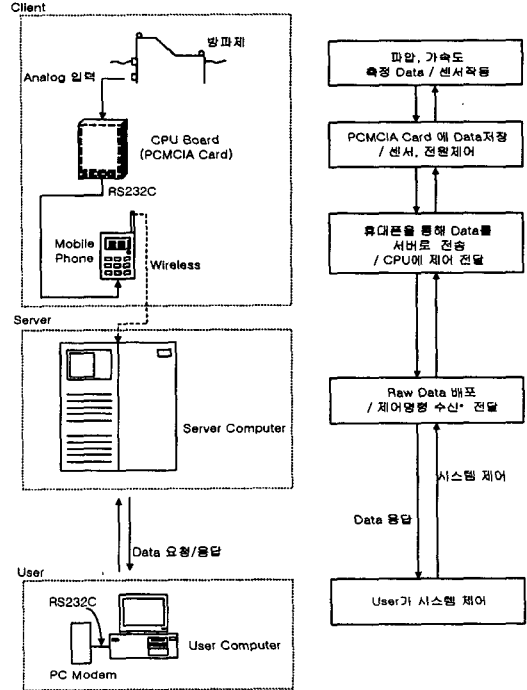 Client
방파제
Analog 입력
CPU Board
(PCMCIA Card)
RS232C
Mobile
Phone
Wireless
Server
Server Computer
Data 요청/응답
User
RS232C
User Computer
PC Modem
파압, 가속도
측정 Data / 센서작동
PCMCIA Card 에 Data저장
/ 센서, 전원제어
휴대폰을 통해 Data를
서버로 전송
/ CPU에 제어 전달
Raw Data 배포
/ 제어명령 수신· 전달
시스템 제어
Data 응답
User가 시스템 제어